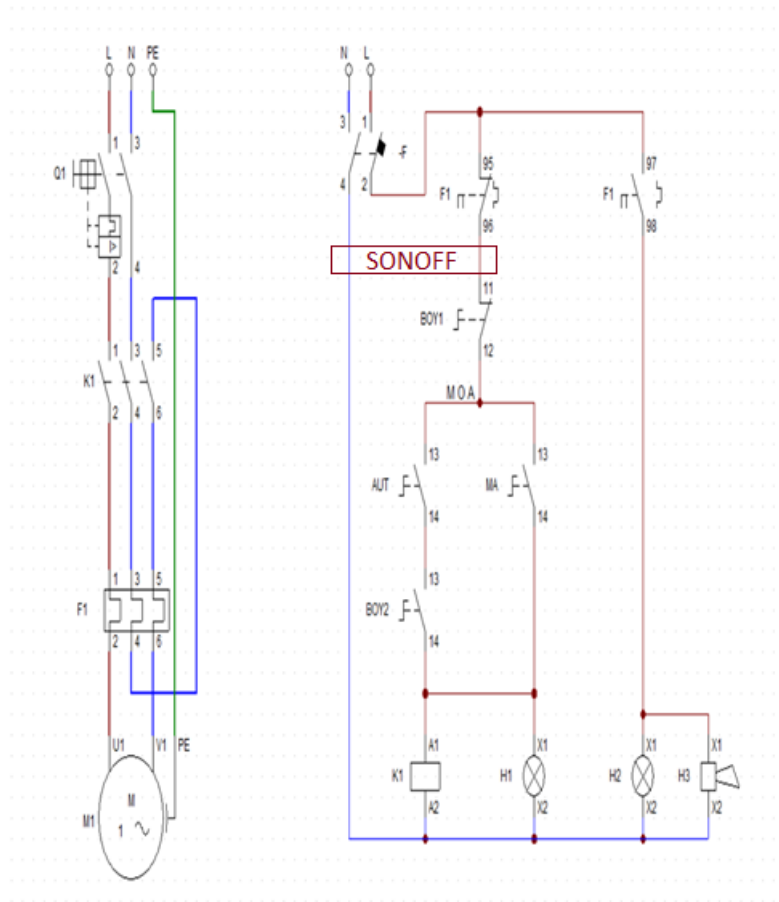 L N PE
N L
1 3
3 1
Q1
-F
4 2
2 4
95
F1
96
97
F1
98
SONOFF
11
BOY1
12
1 3 5
K1
2 4 6
M O A
13
AUT
14
13
MA
14
13
BOY2
14
1 3 5
F1
2 4 6
U1 V1 PE
M
M1
1
A1
K1
A2
X1
H1
X2
X1
H2
X2
X1
H3
X2